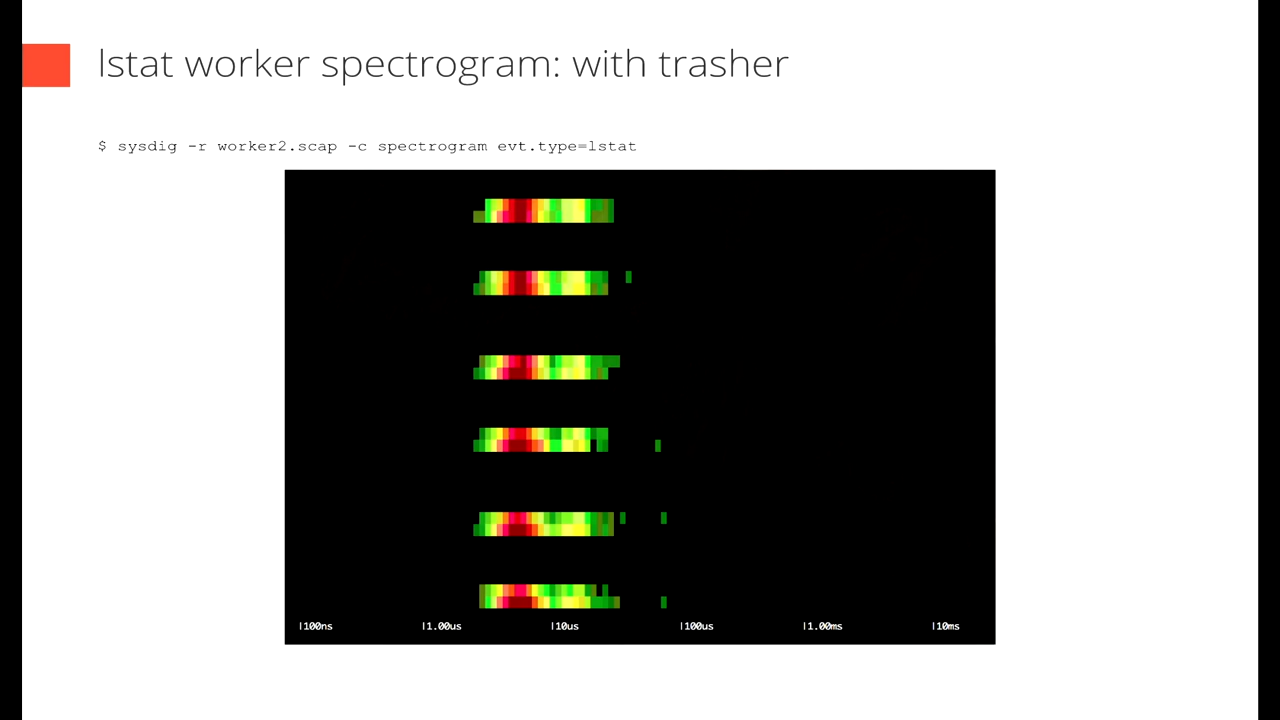 lstat worker spectrogram: with trasher
$ sysdig -r worker2.scap -c spectrogram evt.type=lstat
|100ns |1.00us |10us |100us |1.00ms |10ms